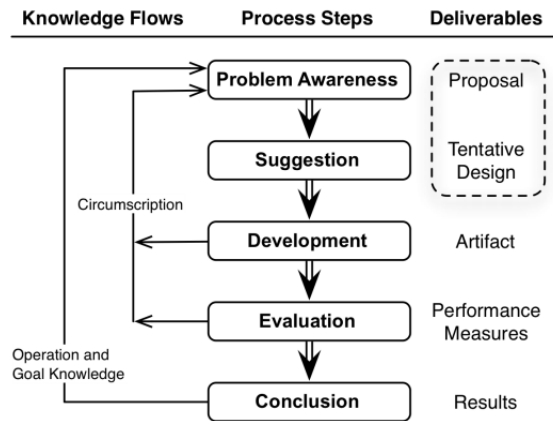 Knowledge Flows Process Steps Deliverables
Problem Awareness Proposal
Suggestion Tentative
Design
Circumscription
Development Artifact
Evaluation Performance
Measures
Operation and
Goal Knowledge
Conclusion Results